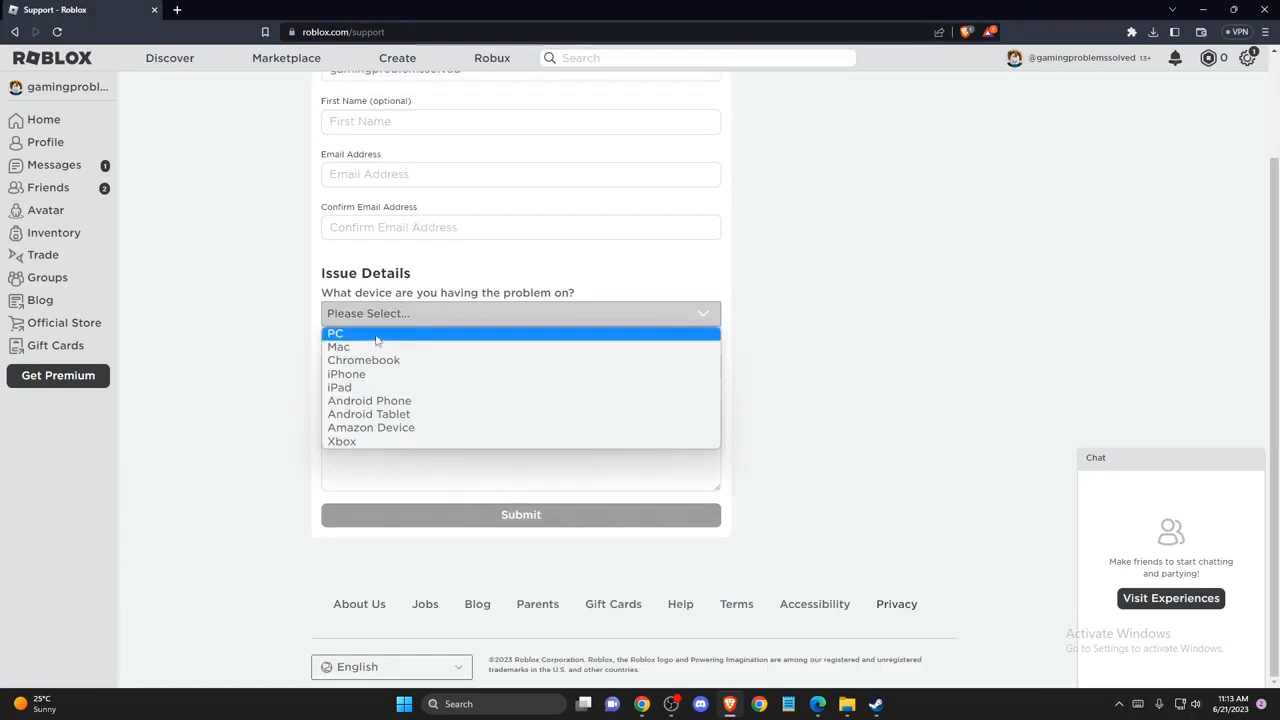 Support - Roblox
roblox.com/support
VPN
ROBLOX
Discover
Marketplace
Create
Robux
Search
@gamingproblemssolved 13+
0
1
gamingprobl...
Home
Profile
Messages 1
Friends 2
Avatar
Inventory
Trade
Groups
Blog
Official Store
Gift Cards
Get Premium
gamingproblemssolved
First Name (optional)
First Name
Email Address
Email Address
Confirm Email Address
Confirm Email Address
Issue Details
What device are you having the problem on?
Please Select...
PC
Mac
Chromebook
iPhone
iPad
Android Phone
Android Tablet
Amazon Device
Xbox
Submit
Chat
Make friends to start chatting
and partying!
Visit Experiences
About Us Jobs Blog Parents Gift Cards Help Terms Accessibility Privacy
Activate Windows
Go to Settings to activate Windows.
English
©2023 Roblox Corporation. Roblox, the Roblox logo and Powering Imagination are among our registered and unregistered
trademarks in the U.S. and other countries.
25°C
Sunny
Search
11:13 AM
6/21/2023
2